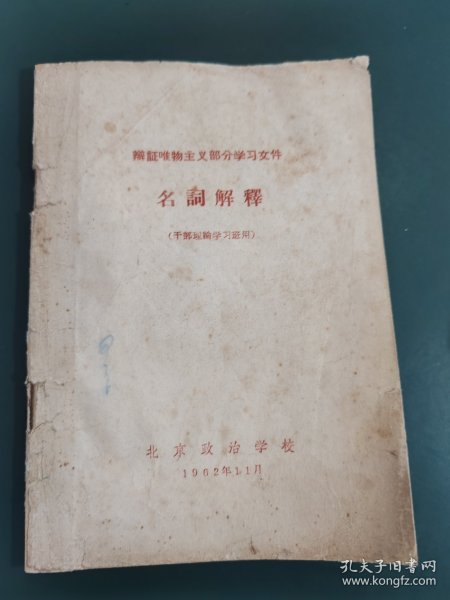 辯証唯物主义部分学习文件
名詞解釋
(干部理論学习适用)
北京政治学校
1962年11月
孔夫子旧书网
www.kongfz.com